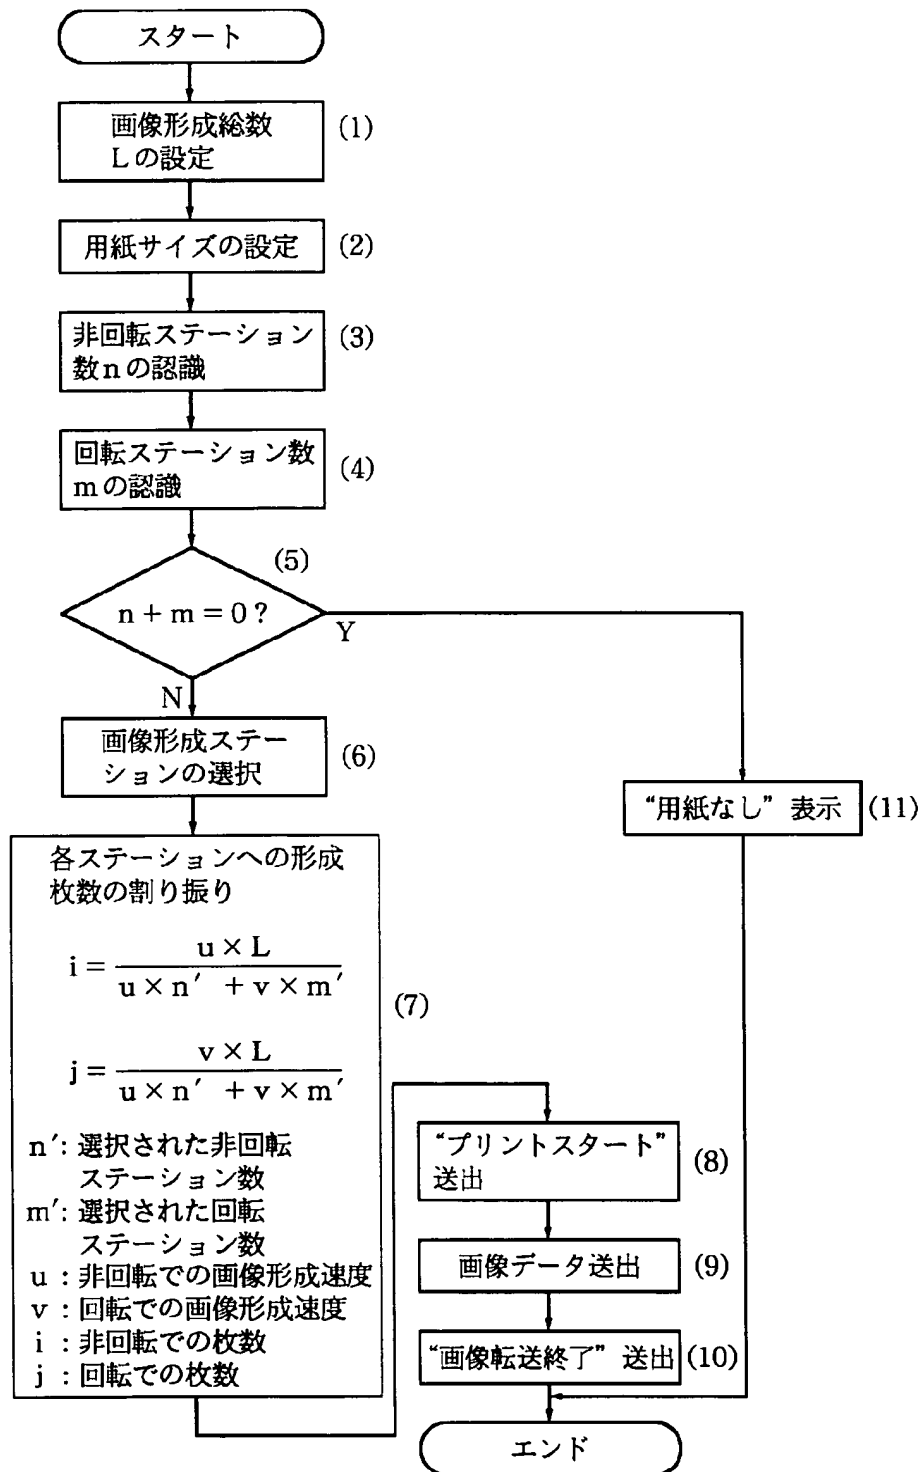 スタート
画像形成総数
Lの設定
(1)
用紙サイズの設定
(2)
非回転ステーション
数nの認識
(3)
回転ステーション数
mの認識
(4)
(5)
n + m = 0 ?
Y
N
画像形成ステー
ションの選択
(6)
“用紙なし” 表示
(11)
各ステーションへの形成
枚数の割り振り
i = u × L / u × n′ + v × m′
j = v × L / u × n′ + v × m′
(7)
n′: 選択された非回転
ステーション数
m′: 選択された回転
ステーション数
u : 非回転での画像形成速度
v : 回転での画像形成速度
i : 非回転での枚数
j : 回転での枚数
“プリントスタート”
送出
(8)
画像データ送出
(9)
“画像転送終了” 送出
(10)
エンド